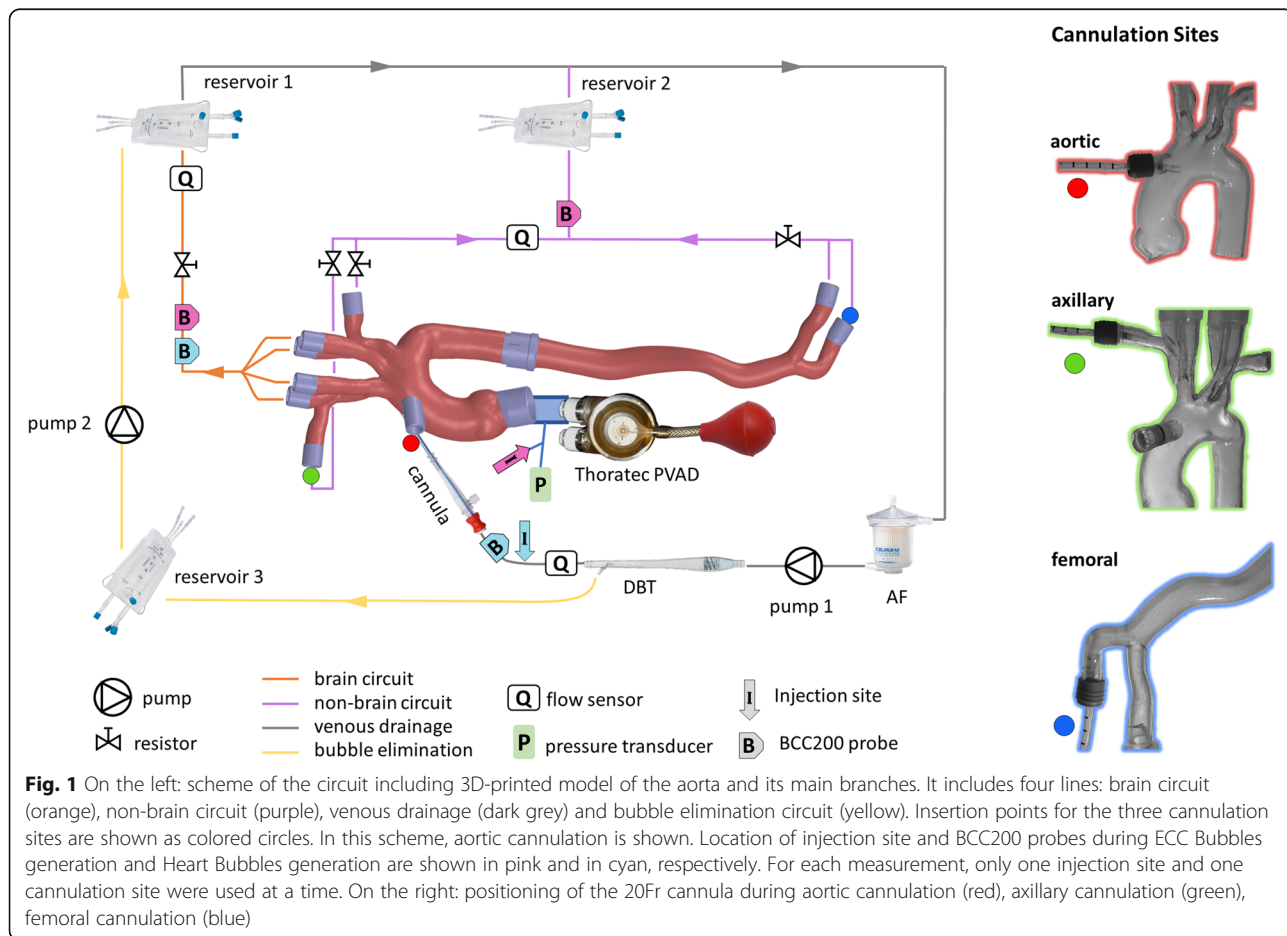 Cannulation Sites
reservoir 1
reservoir 2
Q
B
B
Q
B
aortic
axillary
femoral
pump 2
cannula
I
P
Thoratec PVAD
reservoir 3
B
I
Q
DBT
pump 1
AF
pump
resistor
brain circuit
non-brain circuit
venous drainage
bubble elimination
Q flow sensor
P pressure transducer
I Injection site
B BCC200 probe
Fig. 1 On the left: scheme of the circuit including 3D-printed model of the aorta and its main branches. It includes four lines: brain circuit
(orange), non-brain circuit (purple), venous drainage (dark grey) and bubble elimination circuit (yellow). Insertion points for the three cannulation
sites are shown as colored circles. In this scheme, aortic cannulation is shown. Location of injection site and BCC200 probes during ECC Bubbles
generation and Heart Bubbles generation are shown in pink and in cyan, respectively. For each measurement, only one injection site and one
cannulation site were used at a time. On the right: positioning of the 20Fr cannula during aortic cannulation (red), axillary cannulation (green),
femoral cannulation (blue)